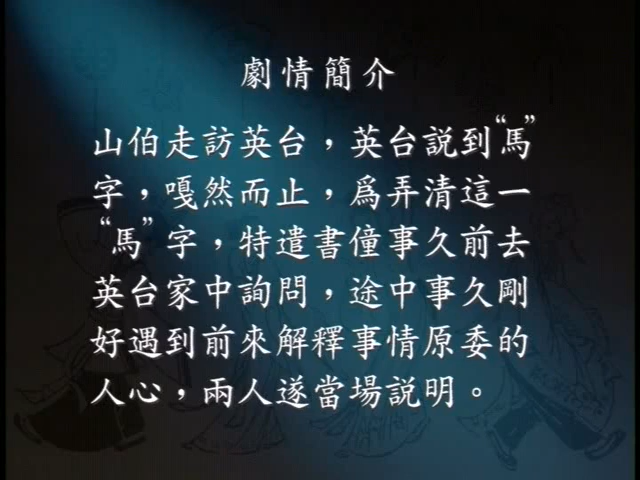 劇情簡介
山伯走訪英台，英台説到“馬”
字，嘎然而止，爲弄清這一
“馬”字，特遣書僮事久前去
英台家中詢問，途中事久剛
好遇到前來解釋事情原委的
人心，兩人遂當場説明。